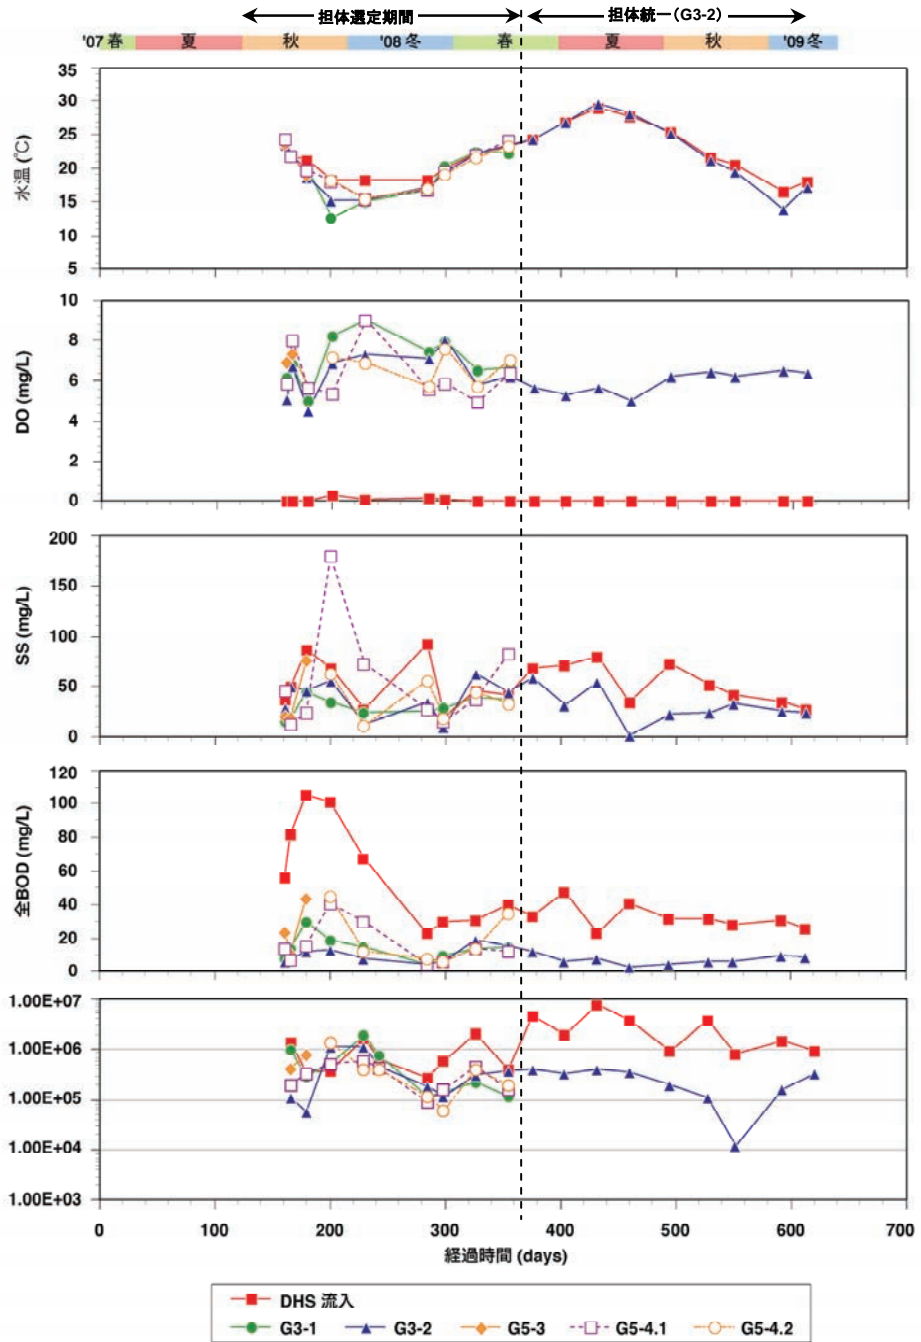 担体選定期間 担体統一(G3-2)
'07 春 夏 秋 '08 冬 春 夏 秋 '09 冬
35
30
25
20
15
10
5
水温 (℃)
10
8
6
4
2
0
DO (mg/L)
200
150
100
50
0
SS (mg/L)
120
100
80
60
40
20
0
全BOD (mg/L)
1.00E+07
1.00E+06
1.00E+05
1.00E+04
1.00E+03
0 100 200 300 400 500 600 700
経過時間 (days)
DHS 流入
G3-1 G3-2 G5-3 G5-4.1 G5-4.2